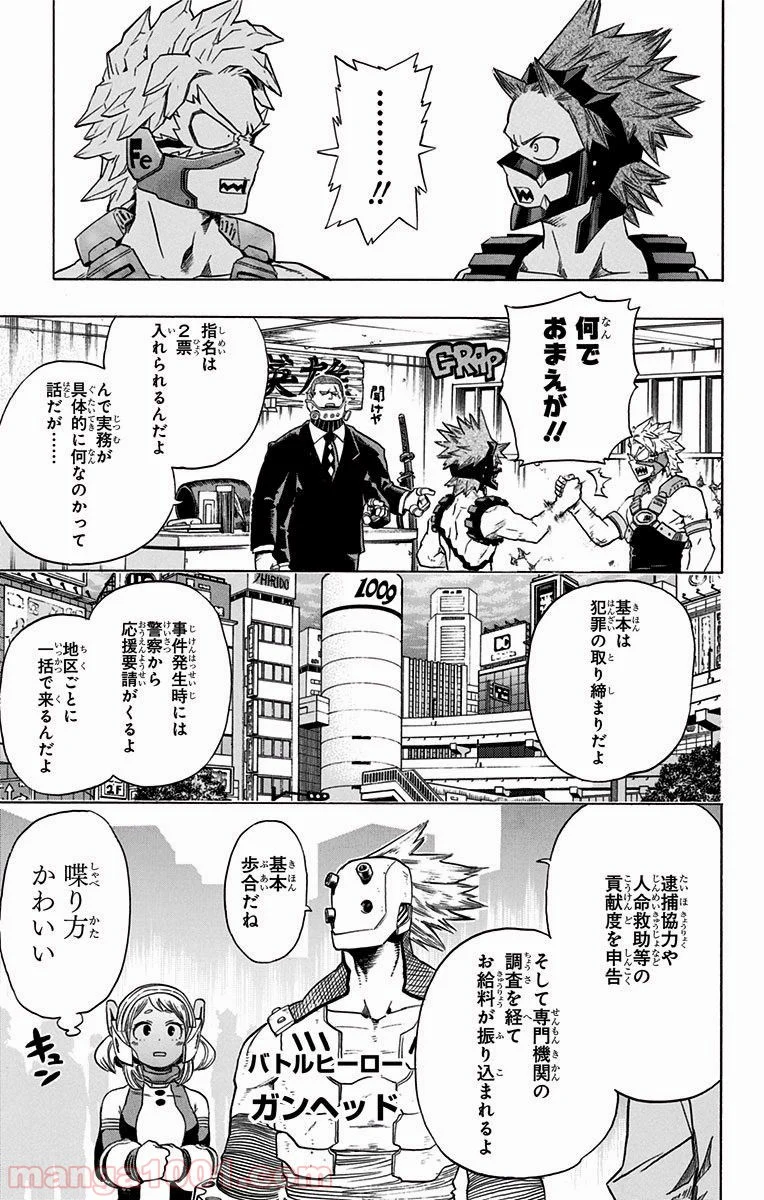 ………!!
Fe
何で
おまえが!!
GRAP
聞けや
指名は
2票
入れられるんだよ
んで実務が
具体的に何なのかって
話だが……
基本は
犯罪の取り締まりだよ
1009
事件発生時には
警察から
応援要請がくるよ
地区ごとに
一括で来るんだよ
2F
逮捕協力や
人命救助等の
貢献度を申告
そして専門機関の
調査を経て
お給料が振り込まれるよ
基本
歩合だね
バトルヒーロー
ガンヘッド
喋り方
かわいい
キュン